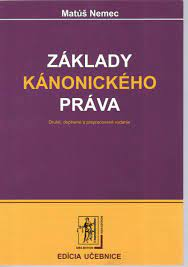 Matúš Nemec
ZÁKLADY
KÁNONICKÉHO
PRÁVA
Druhé, doplnené a prepracované vydanie
EDÍCIA UČEBNICE